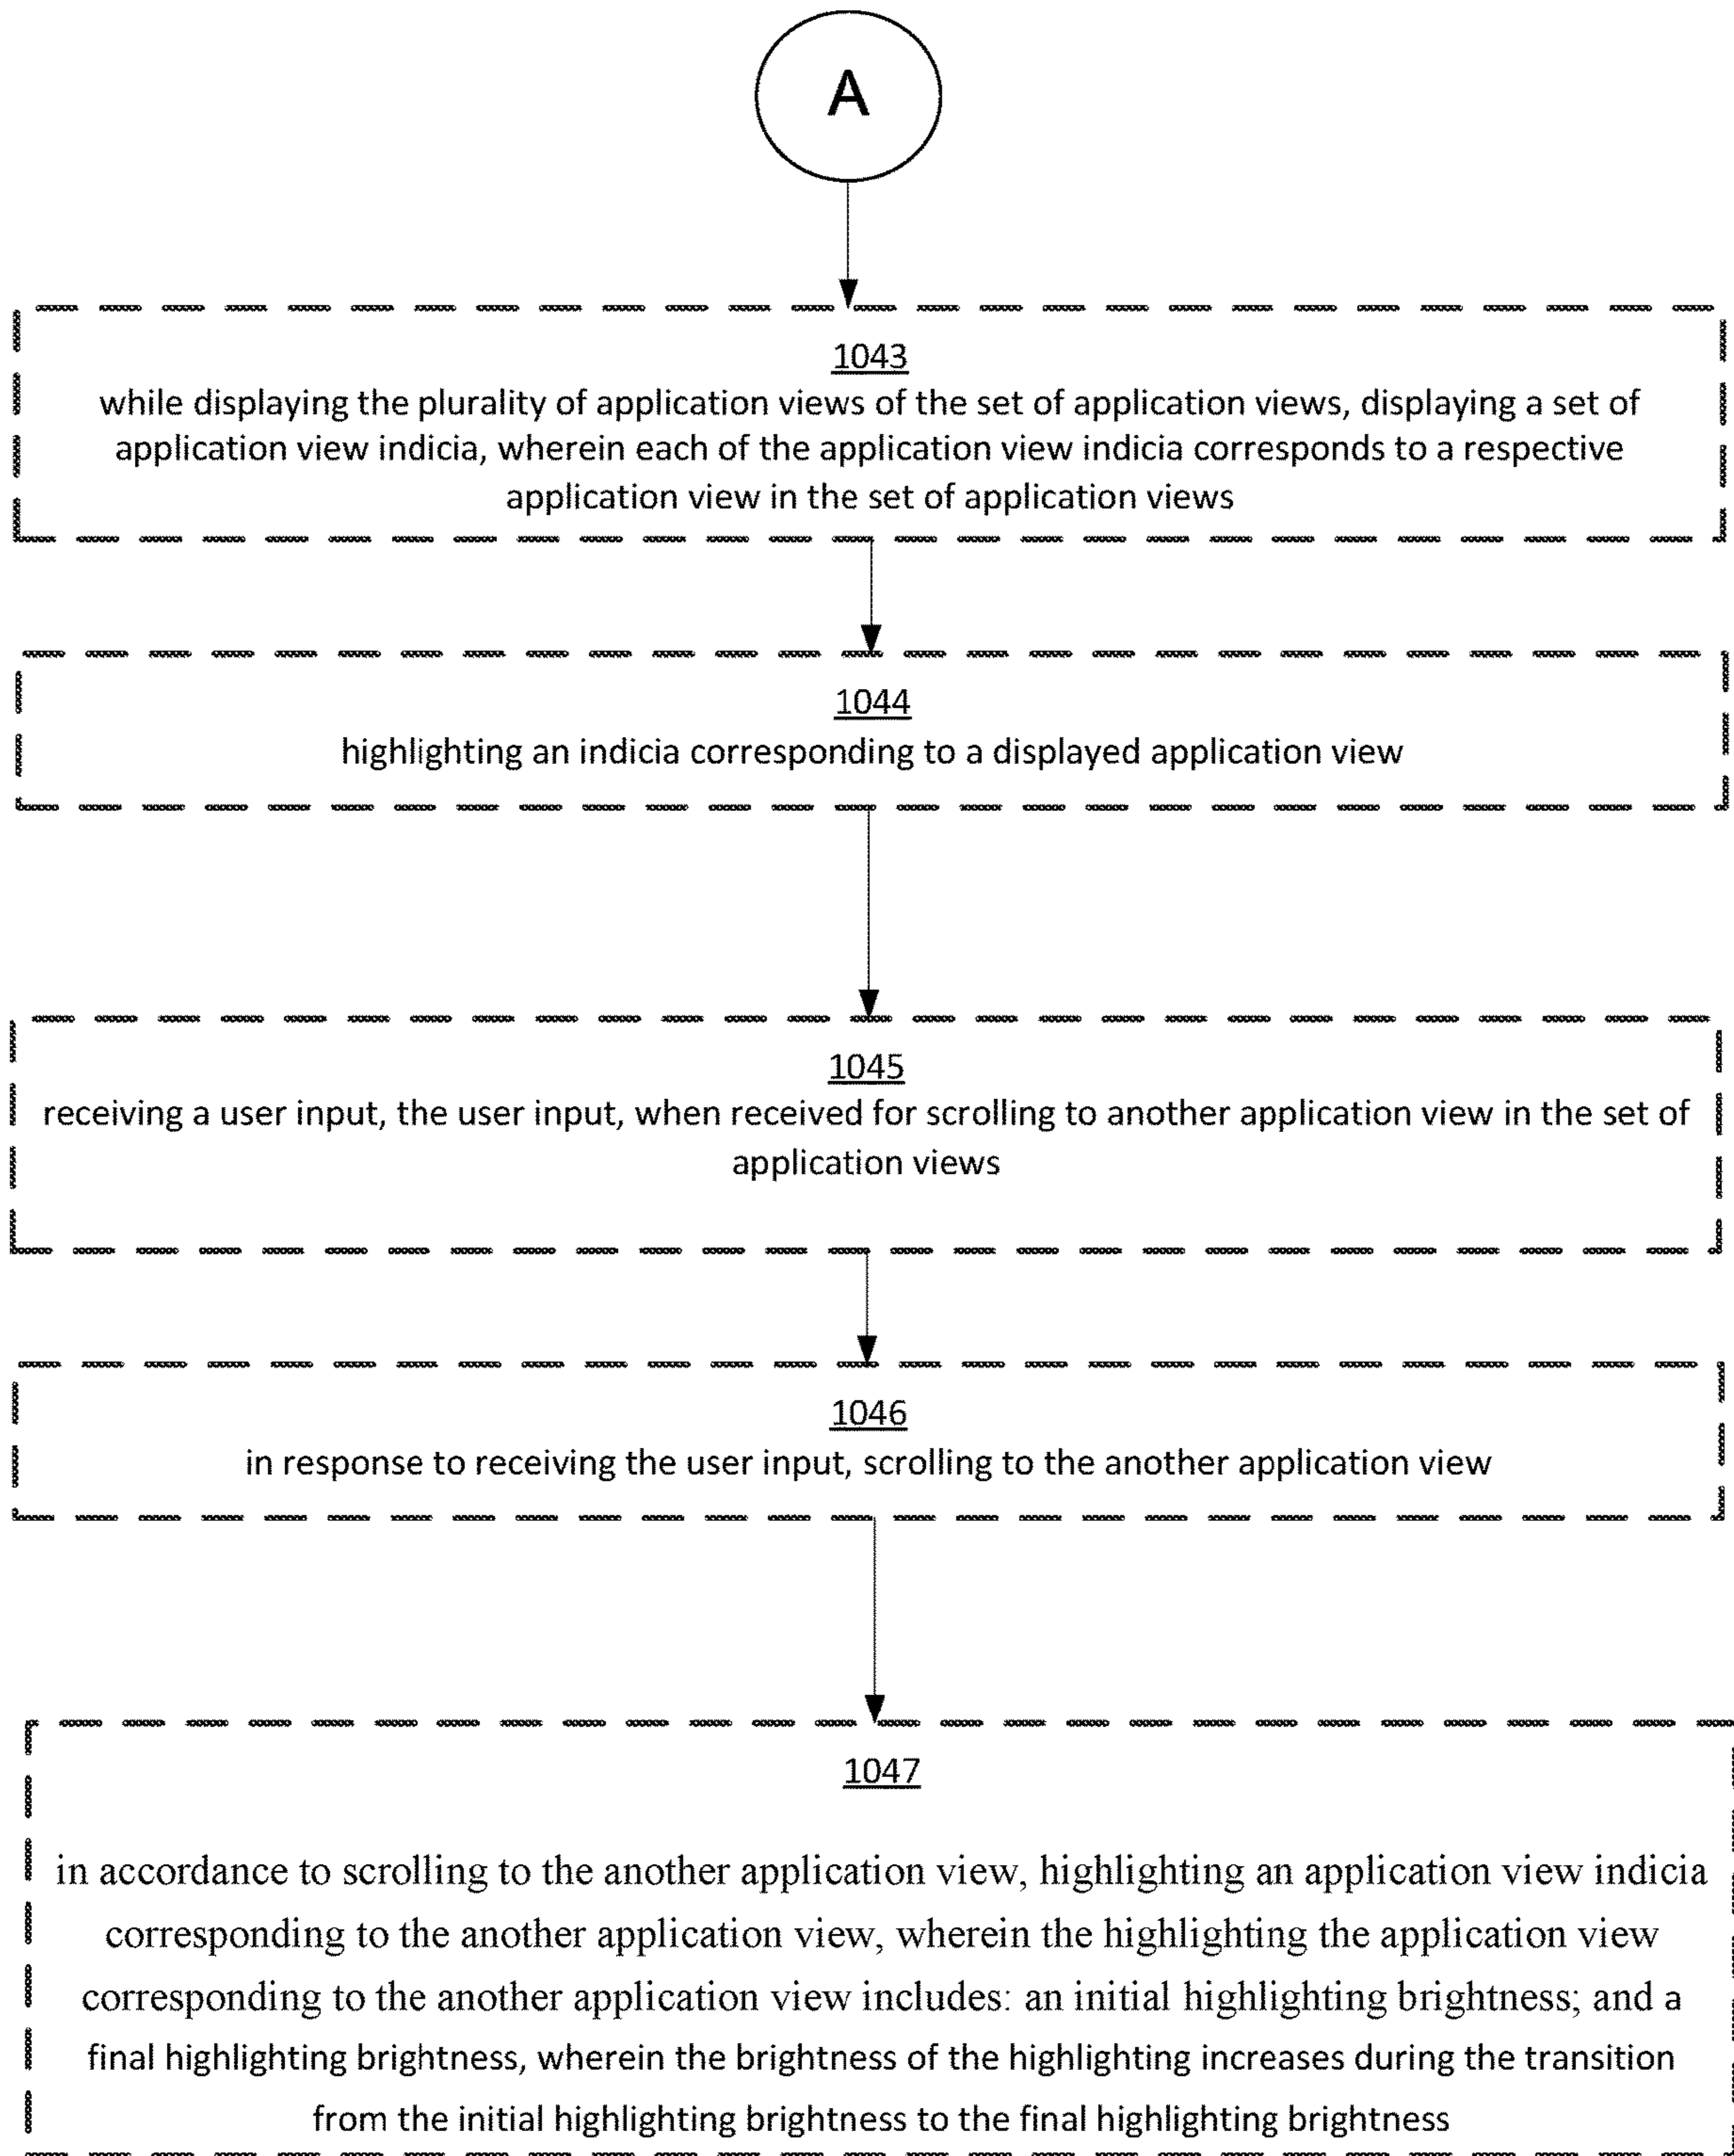 A
1043
while displaying the plurality of application views of the set of application views, displaying a set of
application view indicia, wherein each of the application view indicia corresponds to a respective
application view in the set of application views
1044
highlighting an indicia corresponding to a displayed application view
1045
receiving a user input, the user input, when received for scrolling to another application view in the set of
application views
1046
in response to receiving the user input, scrolling to the another application view
1047
in accordance to scrolling to the another application view, highlighting an application view indicia
corresponding to the another application view, wherein the highlighting the application view
corresponding to the another application view includes: an initial highlighting brightness; and a
final highlighting brightness, wherein the brightness of the highlighting increases during the transition
from the initial highlighting brightness to the final highlighting brightness